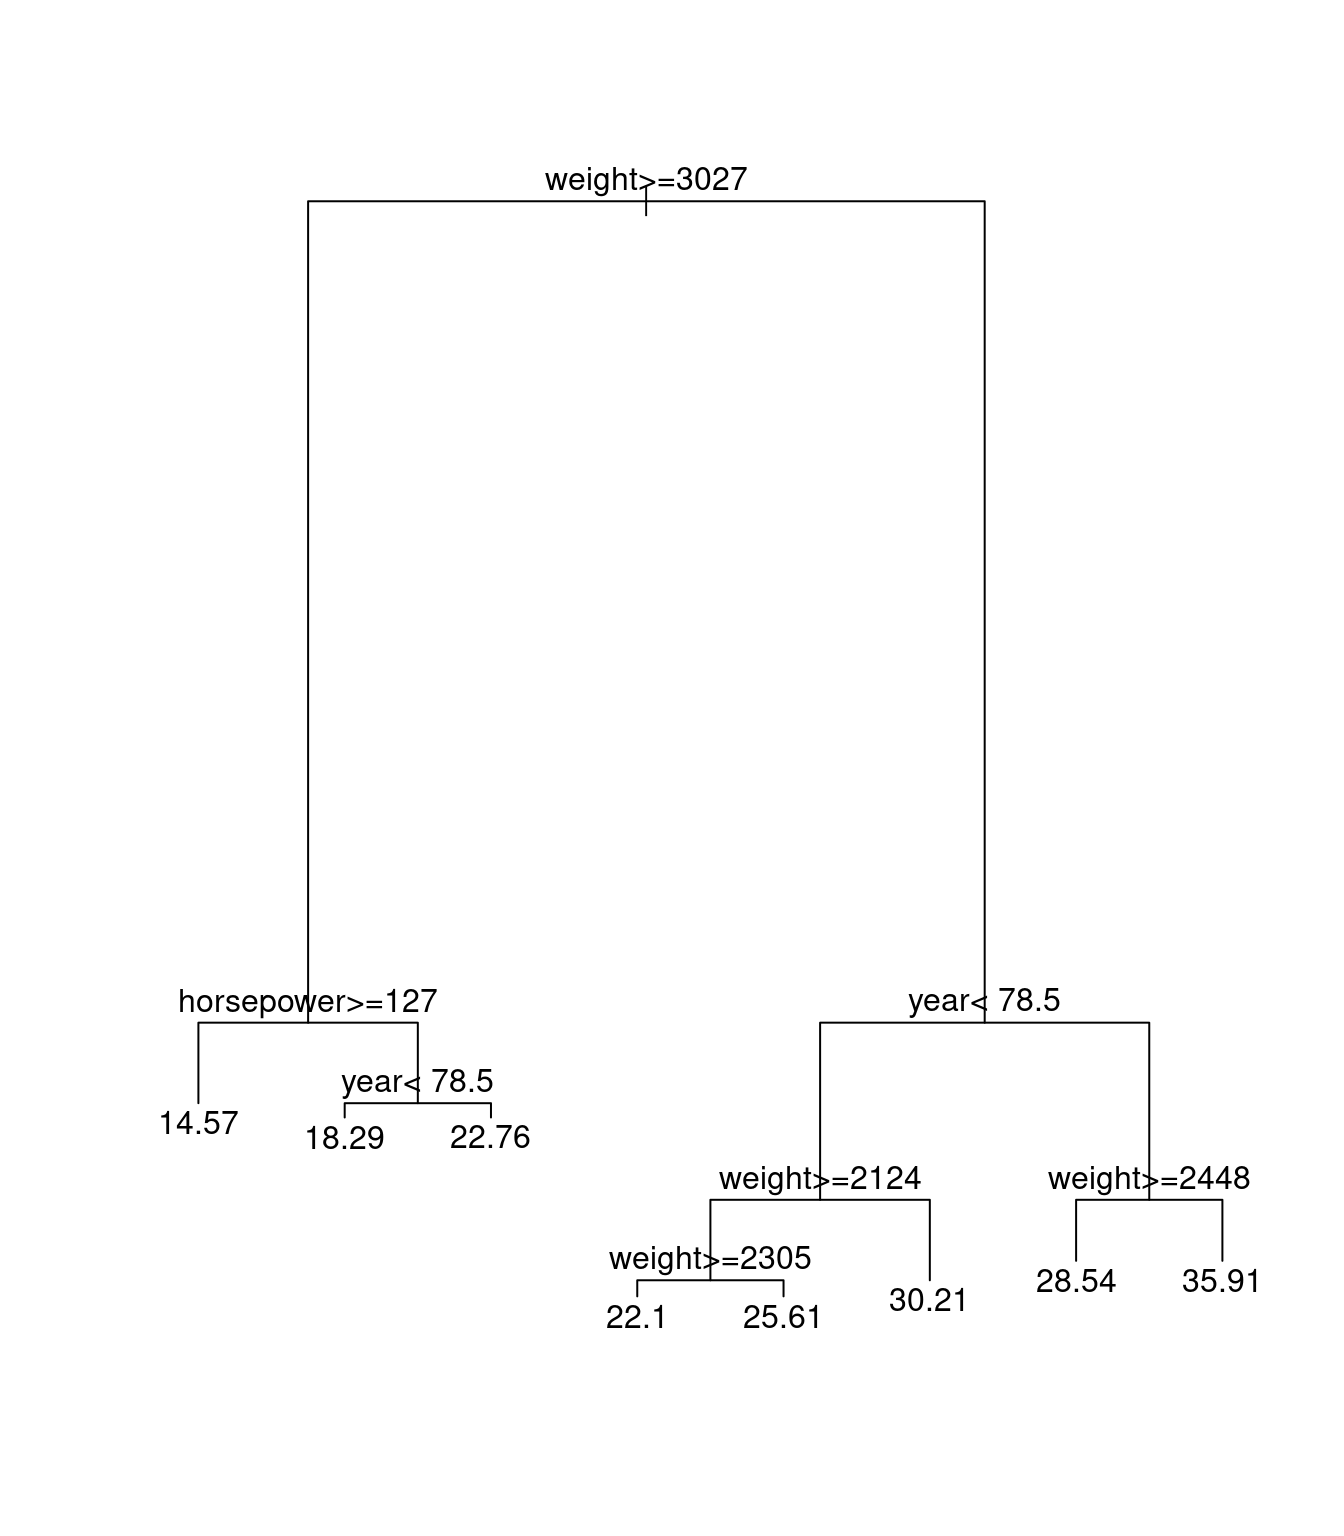 weight>=3027
horsepower>=127
year< 78.5
year< 78.5
14.57
18.29
22.76
weight>=2124
weight>=2448
weight>=2305
28.54
35.91
30.21
22.1
25.61